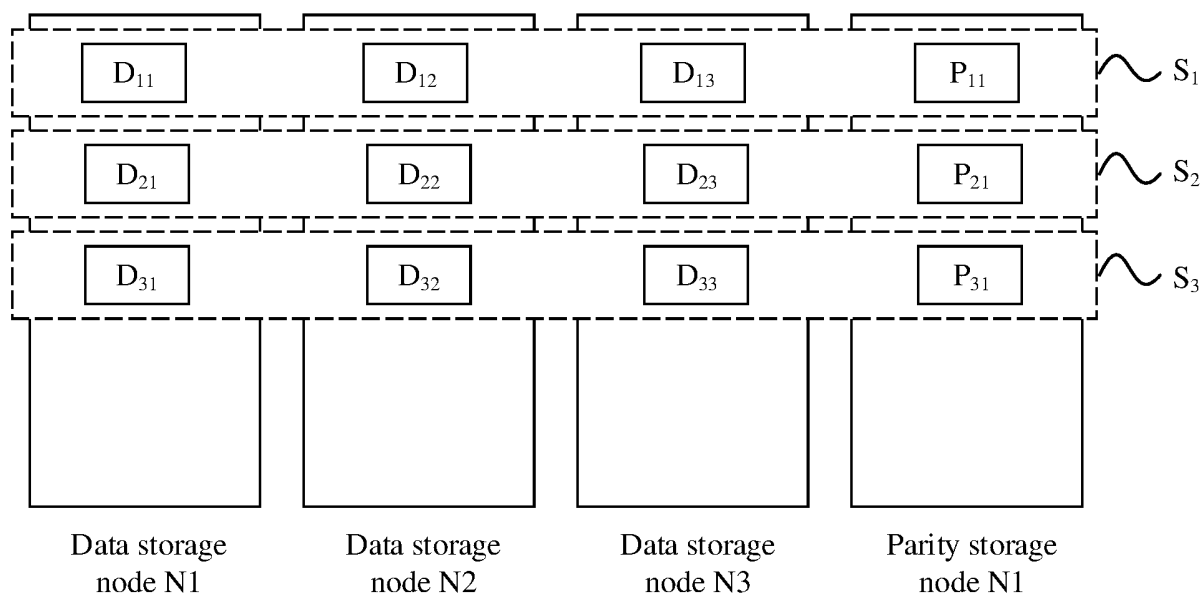 D₁₁ D₁₂ D₁₃ P₁₁ S₁
D₂₁ D₂₂ D₂₃ P₂₁ S₂
D₃₁ D₃₂ D₃₃ P₃₁ S₃
Data storage Data storage Data storage Parity storage
node N1 node N2 node N3 node N1